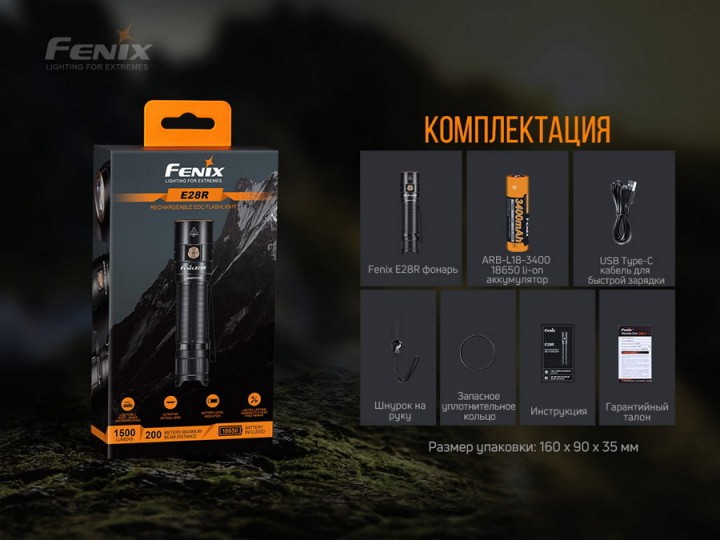 FENIX
LIGHTING FOR EXTREMES
КОМПЛЕКТАЦИЯ
FENIX
LIGHTING FOR EXTREMES
E28R
RECHARGEABLE EDC FLASHLIGHT
1500
LUMENS
200
METERS MAXIMUM
BEAM DISTANCE
18650
BATTERY
INCLUDED
3400mAh
Fenix E28R фонарь
ARB-L18-3400
18650 li-on
аккумулятор
USB Type-C
кабель для
быстрой зарядки
E28R
Шнурок на
руку
Запасное
уплотнительное
кольцо
Инструкция
Гарантийный
талон
Размер упаковки: 160 x 90 x 35 мм